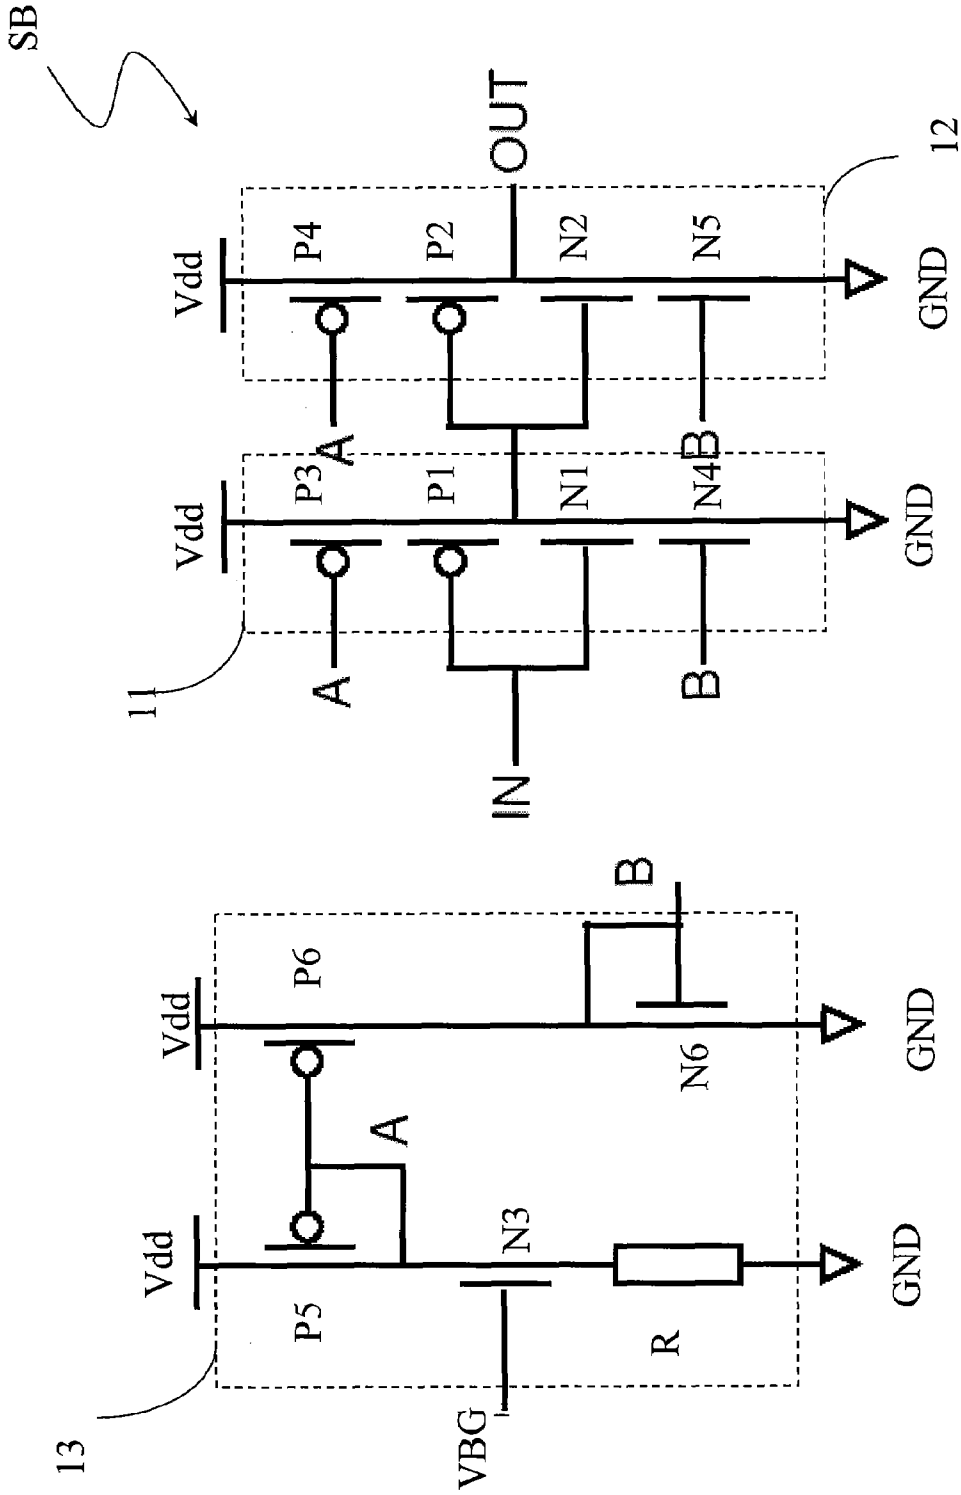 SB
13
Vdd
Vdd
P5
P6
A
VBG
N3
B
N6
R
GND
GND
11
12
Vdd
Vdd
A
P3
A
P4
P1
P2
IN
OUT
N1
N2
B
N4
B
N5
GND
GND